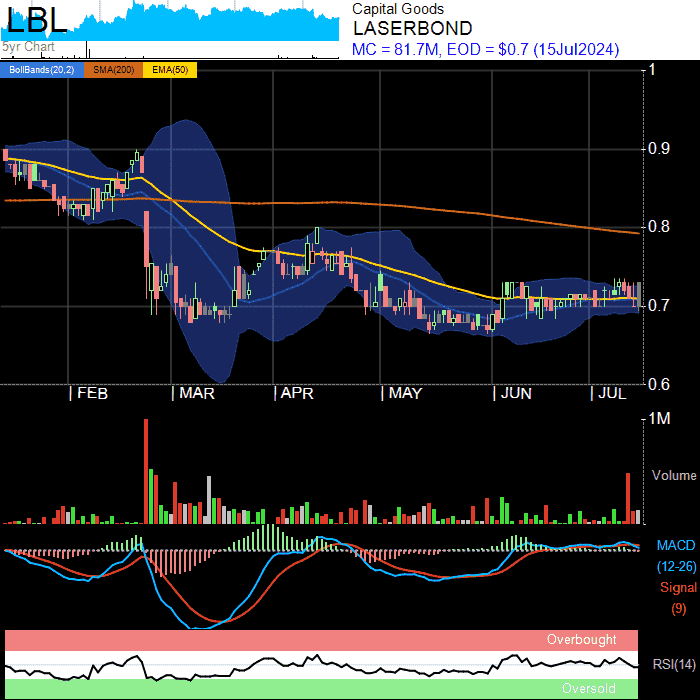 LBL
5yr Chart
Capital Goods
LASERBOND
MC = 81.7M, EOD = $0.7 (15Jul2024)
BollBands(20,2) SMA(200) EMA(50)
1
0.9
0.8
0.7
0.6
FEB MAR APR MAY JUN JUL
1M
Volume
MACD
(12-26)
Signal
(9)
Overbought
RSI(14)
Oversold